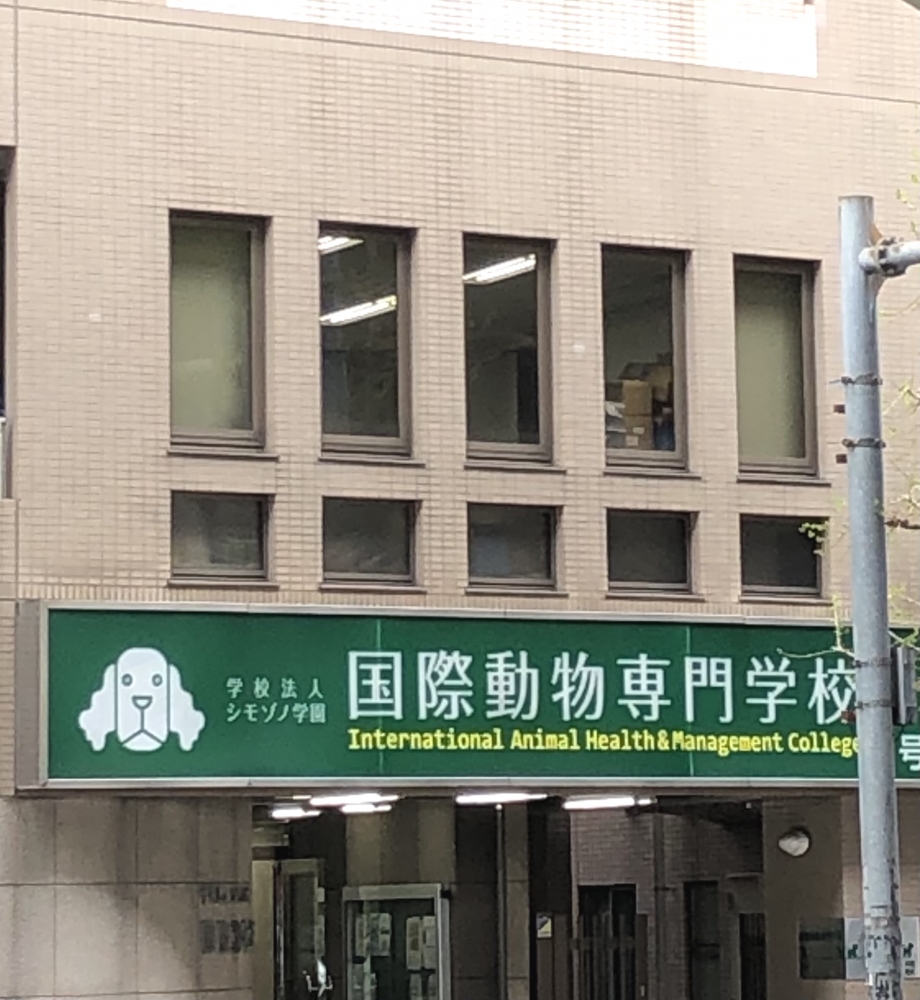 学校法人
シモゾノ学園
国際動物専門学校
International Animal Health&Management College
号